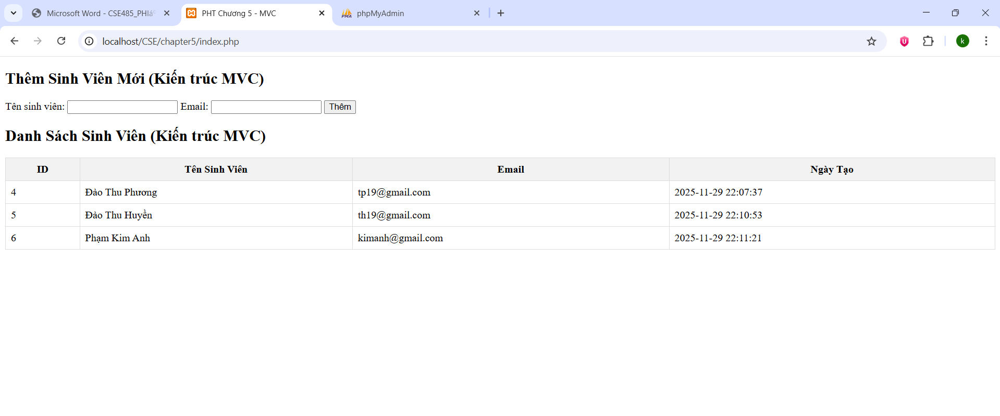 Microsoft Word - CSE485_PHIá
PHT Chương 5 - MVC
phpMyAdmin
localhost/CSE/chapter5/index.php
k
Thêm Sinh Viên Mới (Kiến trúc MVC)
Tên sinh viên: Email: Thêm
Danh Sách Sinh Viên (Kiến trúc MVC)
ID Tên Sinh Viên Email Ngày Tạo
4 Đào Thu Phương tp19@gmail.com 2025-11-29 22:07:37
5 Đào Thu Huyền th19@gmail.com 2025-11-29 22:10:53
6 Phạm Kim Anh kimanh@gmail.com 2025-11-29 22:11:21